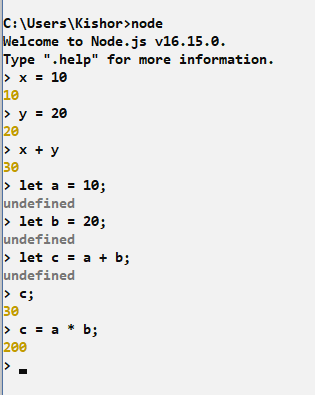 C:\Users\Kishor>node
Welcome to Node.js v16.15.0.
Type ".help" for more information.
> x = 10
10
> y = 20
20
> x + y
30
> let a = 10;
undefined
> let b = 20;
undefined
> let c = a + b;
undefined
> c;
30
> c = a * b;
200
>